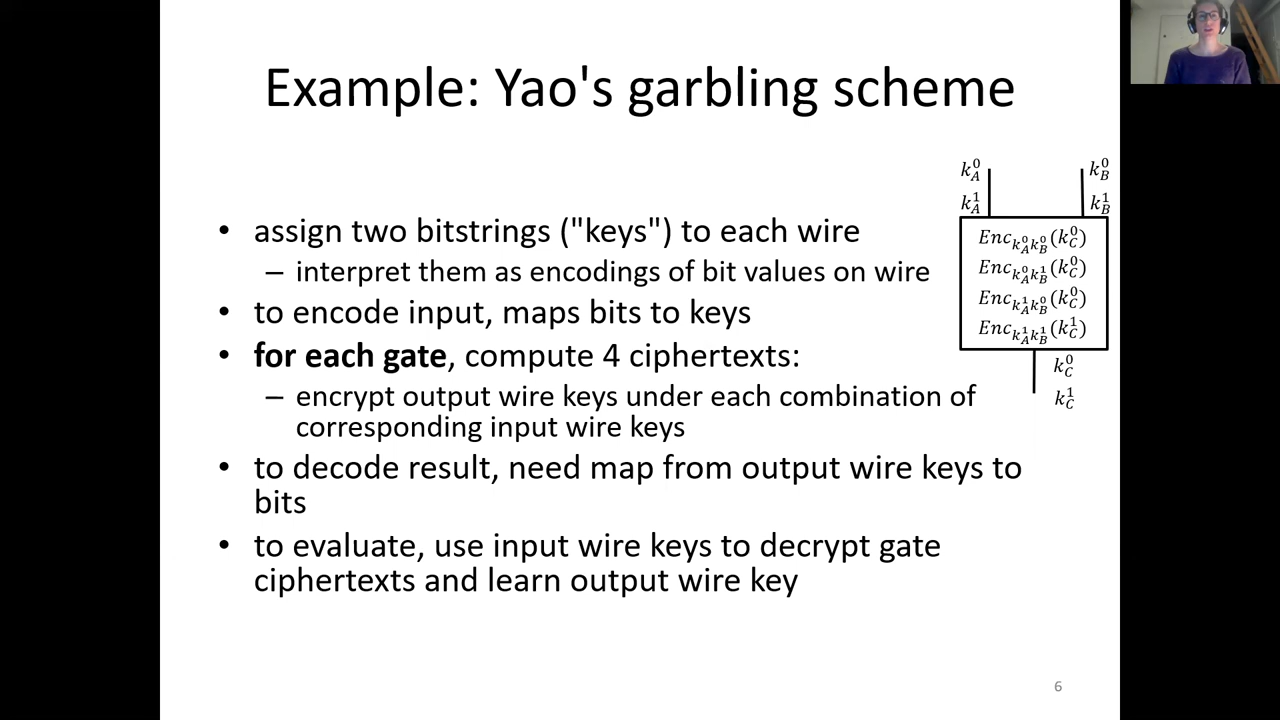 Example: Yao's garbling scheme
• assign two bitstrings ("keys") to each wire
– interpret them as encodings of bit values on wire
• to encode input, maps bits to keys
• for each gate, compute 4 ciphertexts:
– encrypt output wire keys under each combination of
corresponding input wire keys
• to decode result, need map from output wire keys to
bits
• to evaluate, use input wire keys to decrypt gate
ciphertexts and learn output wire key
$k_A^0$ $k_B^0$
$k_A^1$ $k_B^1$
$Enc_{k_A^0 k_B^0}(k_C^0)$
$Enc_{k_A^0 k_B^1}(k_C^0)$
$Enc_{k_A^1 k_B^0}(k_C^0)$
$Enc_{k_A^1 k_B^1}(k_C^1)$
$k_C^0$
$k_C^1$
6